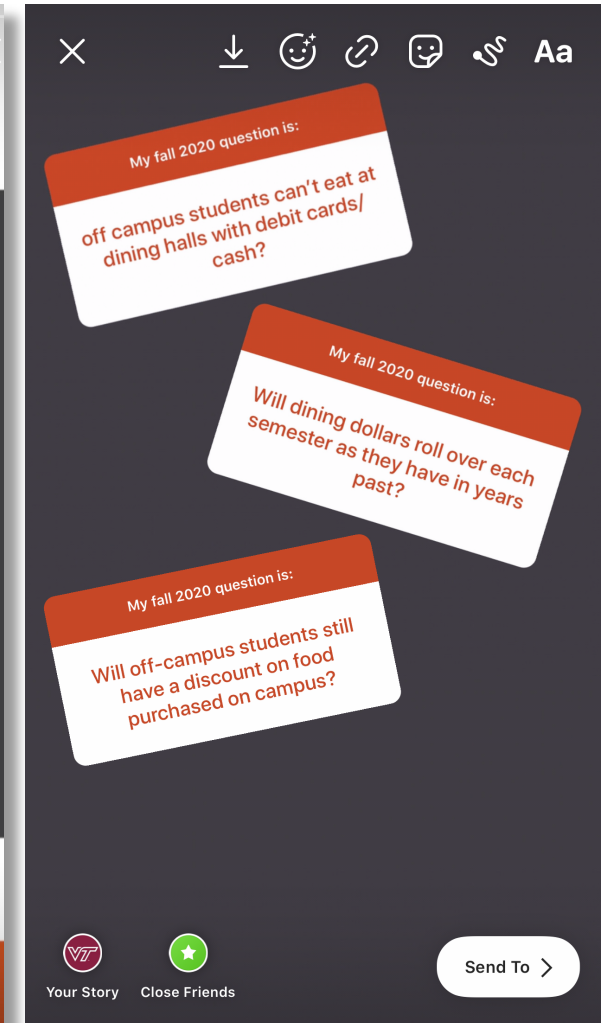 Aa
My fall 2020 question is:
off campus students can't eat at
dining halls with debit cards/
cash?
My fall 2020 question is:
Will dining dollars roll over each
semester as they have in years
past?
My fall 2020 question is:
Will off-campus students still
have a discount on food
purchased on campus?
VT
Your Story
Close Friends
Send To